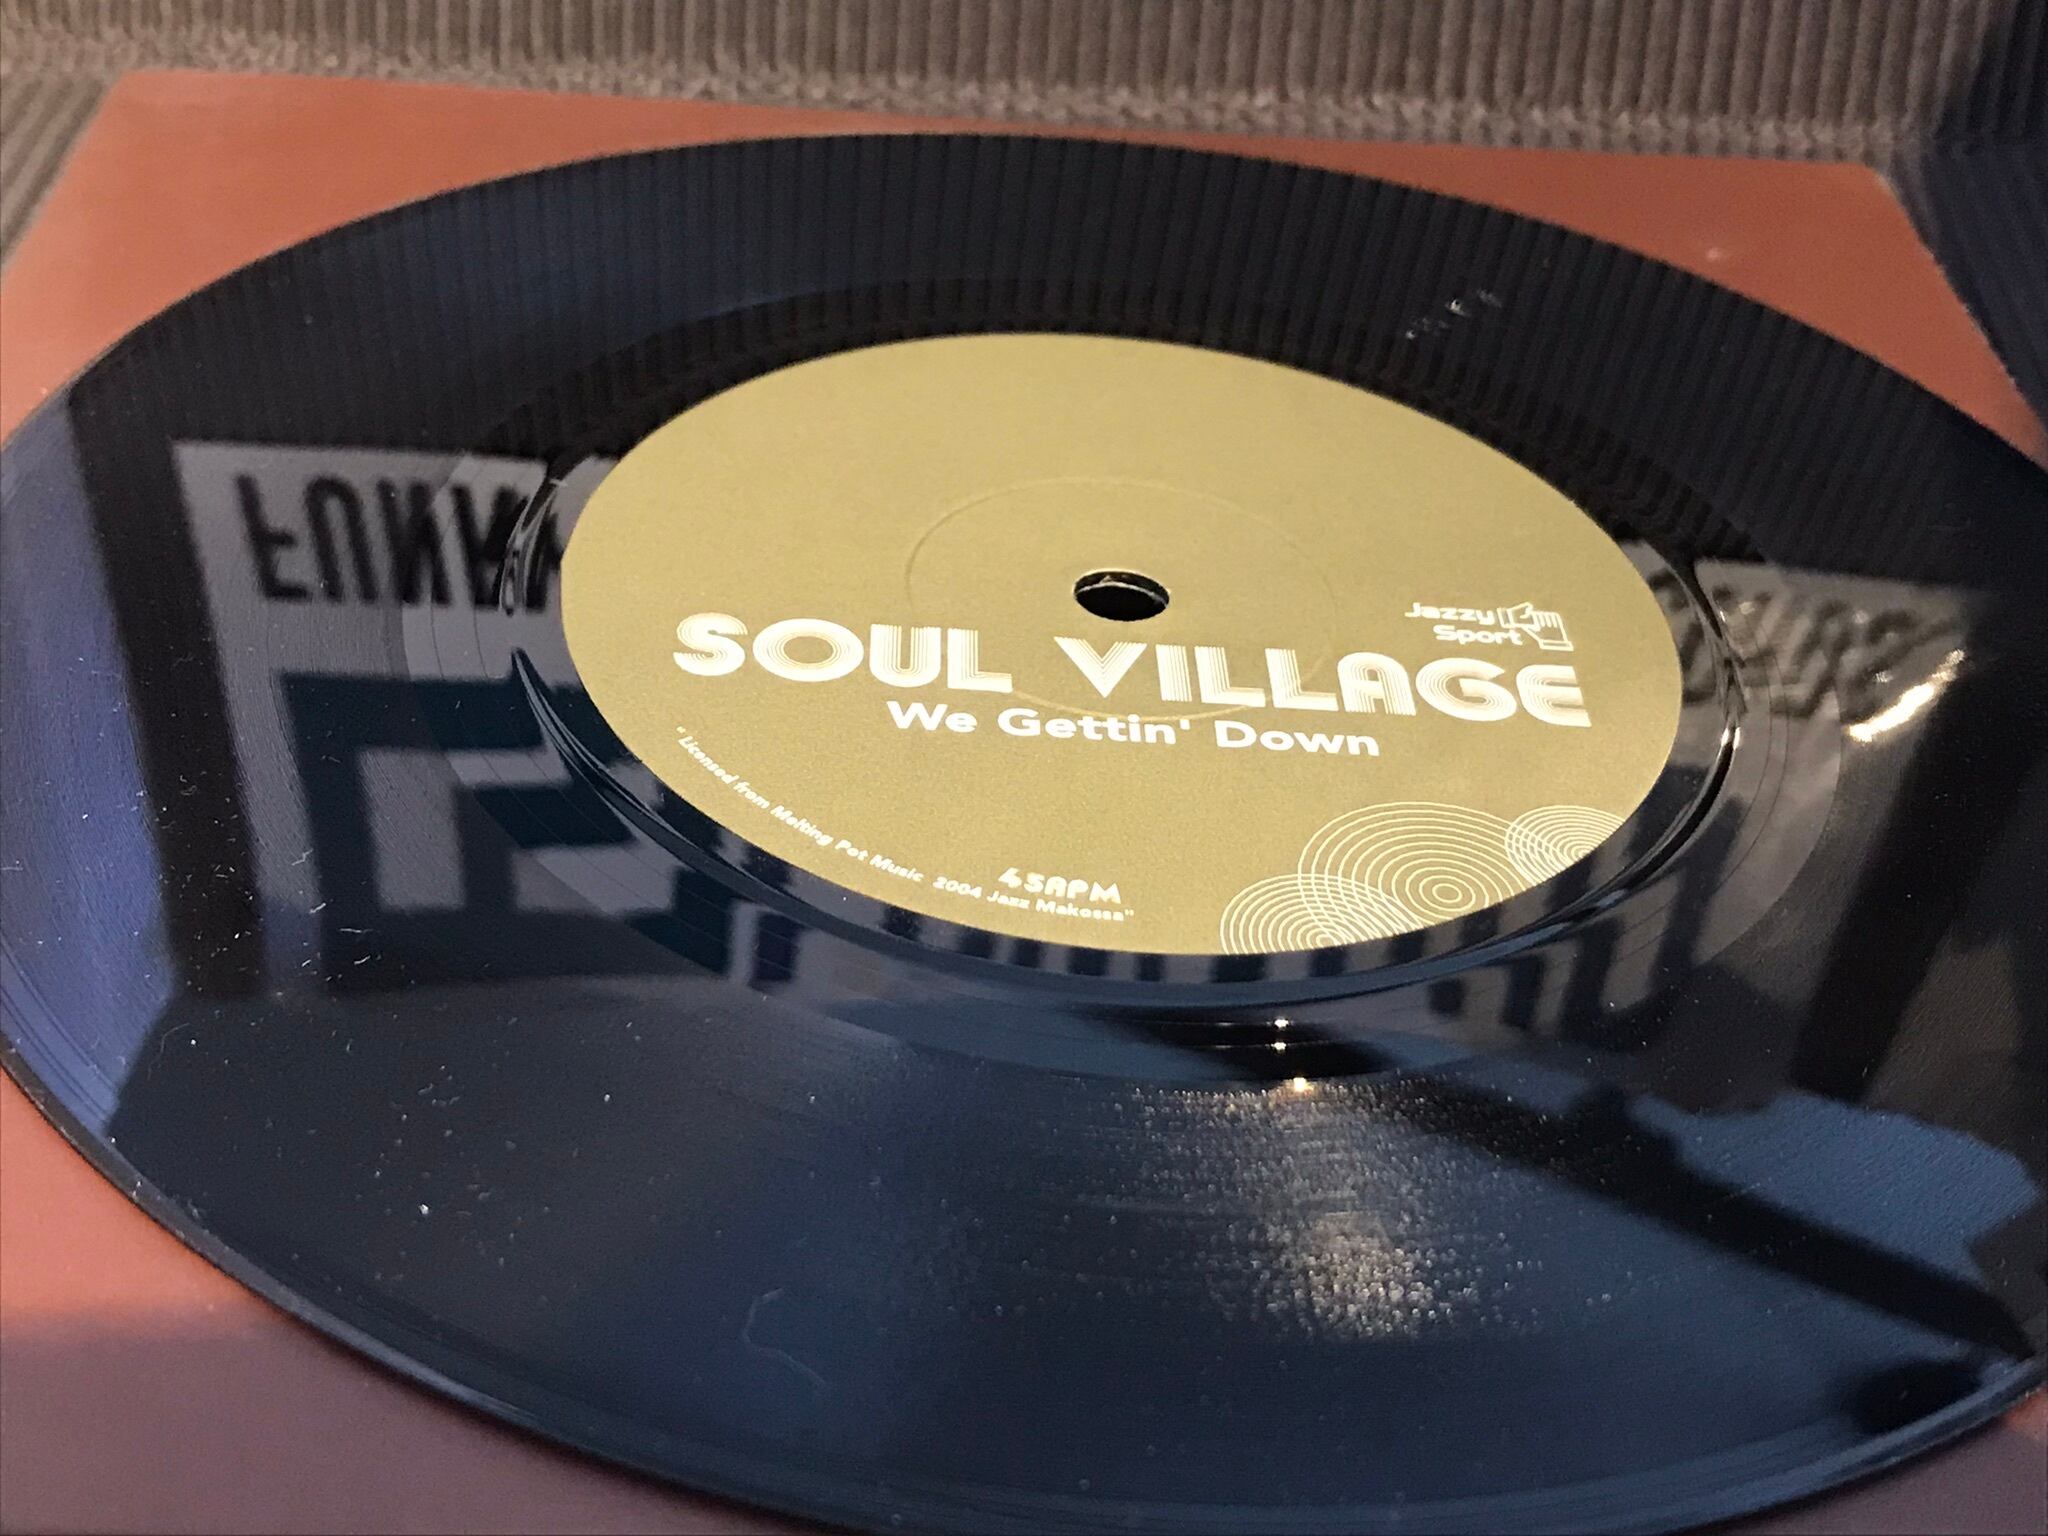 Jazzy
Sport
SOUL VILLAGE
We Gettin' Down
45RPM
" Licensed from Melting Pot Music 2004 Jazz Makossa"